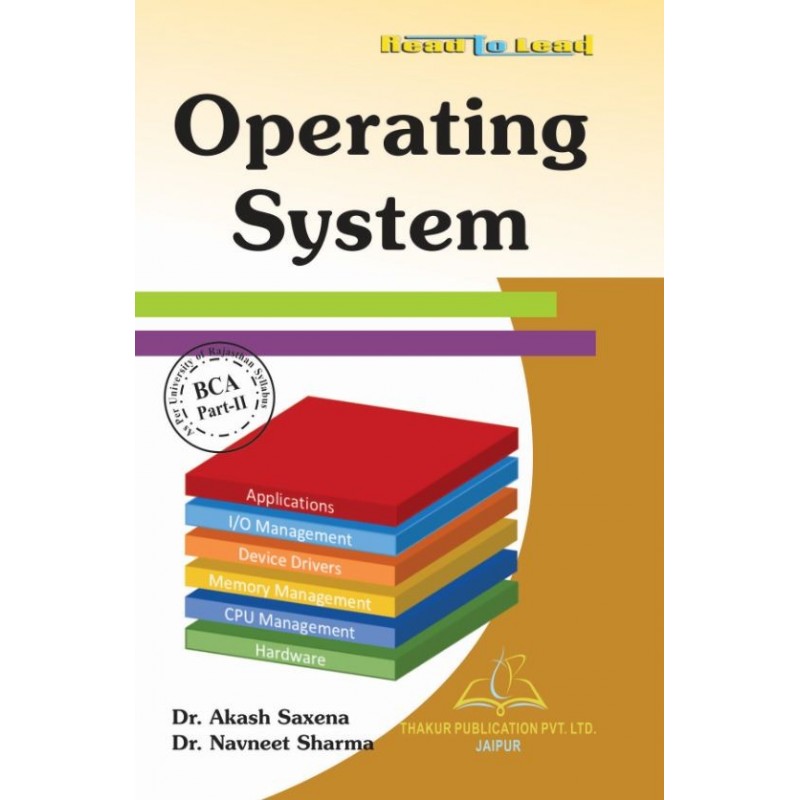 Read To Lead
Operating
System
As Per University of Rajasthan Syllabus
BCA
Part-II
Applications
I/O Management
Device Drivers
Memory Management
CPU Management
Hardware
Dr. Akash Saxena
Dr. Navneet Sharma
THAKUR PUBLICATION PVT. LTD.
JAIPUR